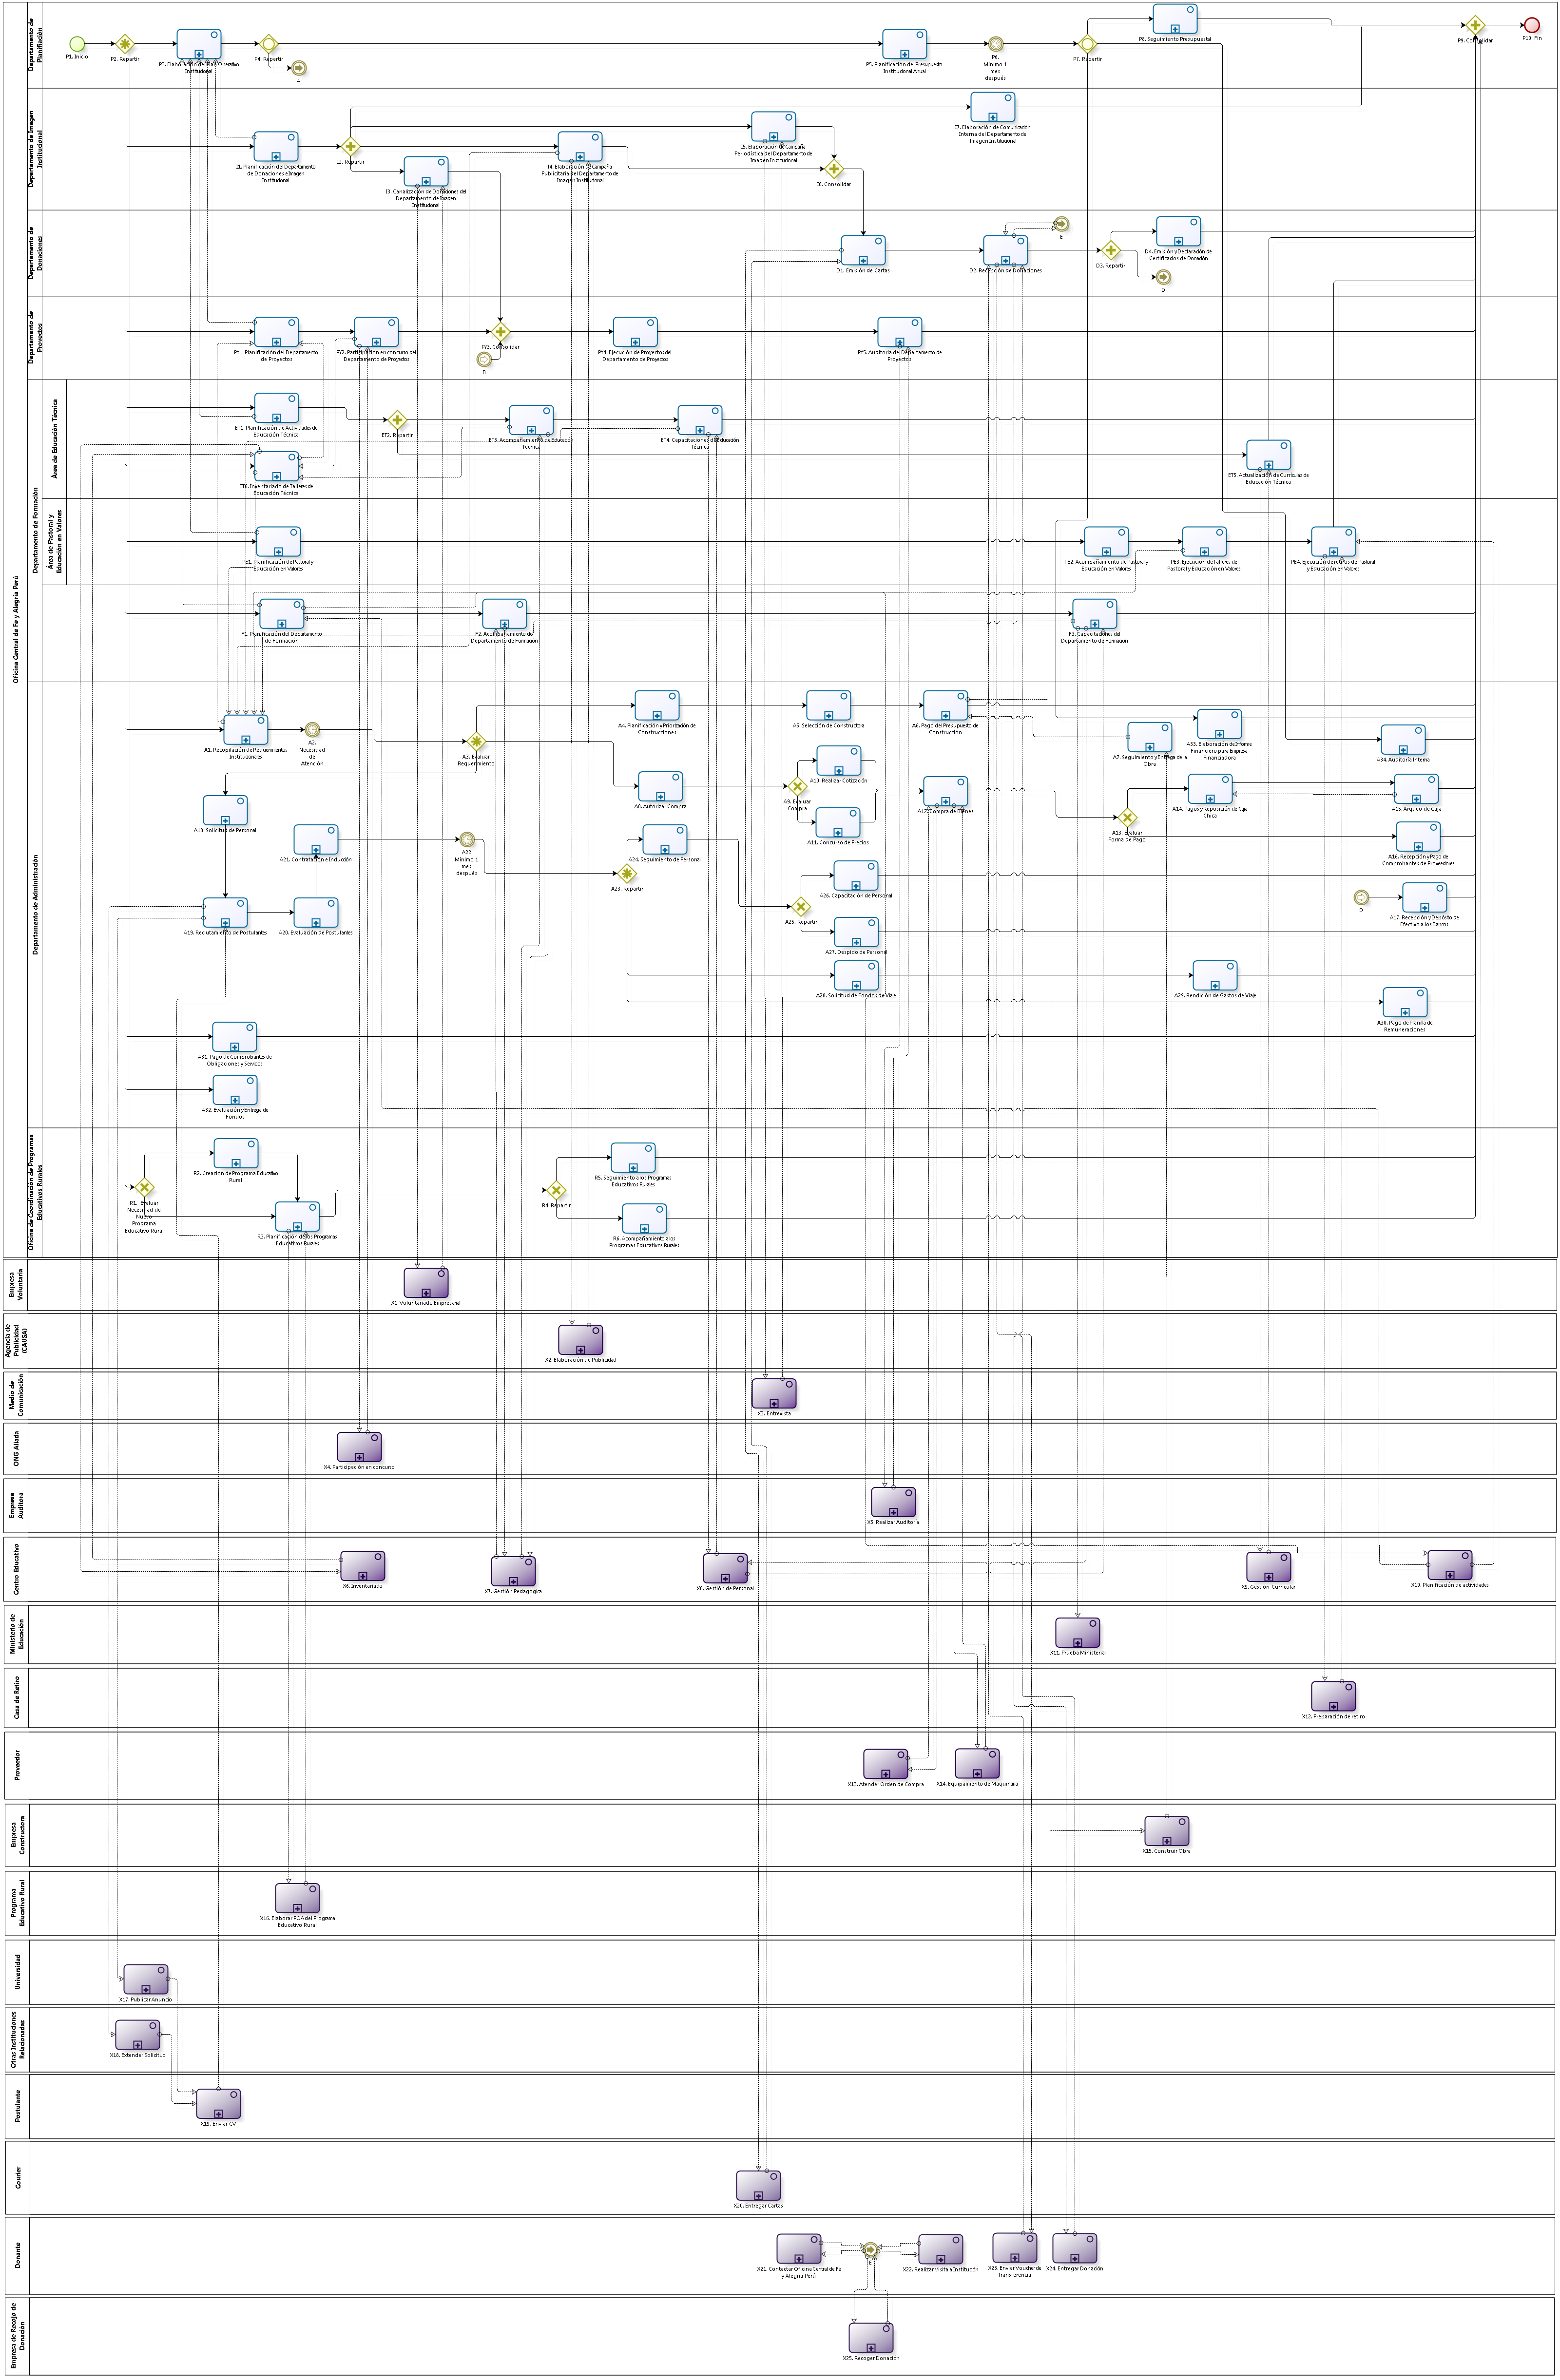 Oficina Central de Fe y Alegría Perú
Departamento de
Planificación
P1. Inicio
P2. Repartir
P3. Elaboración del Plan Operativo
Institucional
P4. Repartir
A
P5. Planificación del Presupuesto
Institucional Anual
P6.
Mínimo 1
mes
después
P7. Repartir
P8. Seguimiento Presupuestal
P9. Consolidar
P10. Fin
Departamento de Imagen
Institucional
I1. Planificación del Departamento
de Donaciones e Imagen
Institucional
I2. Repartir
I3. Canalización de Donaciones del
Departamento de Imagen
Institucional
I4. Elaboración de Campaña
Publicitaria del Departamento de
Imagen Institucional
I5. Elaboración de Campaña
Periodística del Departamento de
Imagen Institucional
I6. Consolidar
I7. Elaboración de Comunicación
Interna del Departamento de
Imagen Institucional
Departamento de
Donaciones
D1. Emisión de Cartas
D2. Recepción de Donaciones
E
D3. Repartir
D4. Emisión y Declaración de
Certificados de Donación
D
Departamento de
Proyectos
PY1. Planificación del Departamento
de Proyectos
PY2. Participación en concurso del
Departamento de Proyectos
PY3. Consolidar
B
PY4. Ejecución de Proyectos del
Departamento de Proyectos
PY5. Auditoría del Departamento de
Proyectos
Departamento de Formación
Área de Educación Técnica
ET1. Planificación de Actividades de
Educación Técnica
ET2. Repartir
ET3. Acompañamiento de Educación
Técnica
ET4. Capacitaciones de Educación
Técnica
ET5. Actualización de Currículas de
Educación Técnica
ET6. Inventariado de Talleres de
Educación Técnica
Área de Pastoral y
Educación en Valores
PE1. Planificación de Pastoral y
Educación en Valores
PE2. Acompañamiento de Pastoral y
Educación en Valores
PE3. Ejecución de Talleres de
Pastoral y Educación en Valores
PE4. Ejecución de retiros de Pastoral
y Educación en Valores
F1. Planificación del Departamento
de Formación
F2. Acompañamiento de
Departamento de Formación
F3. Capacitaciones del
Departamento de Formación
Departamento de Administración
A1. Recopilación de Requerimientos
Institucionales
A2.
Necesidad
de
Atención
A3. Evaluar
Requerimiento
A4. Planificación y Priorización de
Construcciones
A5. Selección de Constructora
A6. Pago del Presupuesto de
Construcción
A7. Seguimiento y Entrega de la
Obra
A33. Elaboración de Informe
Financiero para Empresa
Financiadora
A34. Auditoría Interna
A8. Autorizar Compra
A9. Evaluar
Compra
A10. Realizar Cotización
A11. Concurso de Precios
A12. Compra de Bienes
A13. Evaluar
Forma de Pago
A14. Pagos y Reposición de Caja
Chica
A15. Arqueo de Caja
A16. Recepción y Pago de
Comprobantes de Proveedores
D
A17. Recepción y Depósito de
Efectivo a los Bancos
A18. Solicitud de Personal
A19. Reclutamiento de Postulantes
A20. Evaluación de Postulantes
A21. Contratación e Inducción
A22.
Mínimo 1
mes
después
A23. Repartir
A24. Seguimiento de Personal
A25. Repartir
A26. Capacitación de Personal
A27. Despido de Personal
A28. Solicitud de Fondos de Viaje
A29. Rendición de Gastos de Viaje
A30. Pago de Planilla de
Remuneraciones
A31. Pago de Comprobantes de
Obligaciones y Servicios
A32. Evaluación y Entrega de
Fondos
Oficina de Coordinación de Programas
Educativos Rurales
R1. Evaluar
Necesidad de
Nuevo
Programa
Educativo Rural
R2. Creación de Programa Educativo
Rural
R3. Planificación de los Programas
Educativos Rurales
R4. Repartir
R5. Seguimiento a los Programas
Educativos Rurales
R6. Acompañamiento a los
Programas Educativos Rurales
Empresa
Voluntaria
X1. Voluntariado Empresarial
Agencia de
Publicidad
(CAUSA)
X2. Elaboración de Publicidad
Medio de
Comunicación
X3. Entrevista
ONG Aliada
X4. Participación en concurso
Empresa
Auditora
X5. Realizar Auditoría
Centro Educativo
X6. Inventariado
X7. Gestión Pedagógica
X8. Gestión de Personal
X9. Gestión Curricular
X10. Planificación de actividades
Ministerio de
Educación
X11. Prueba Ministerial
Casa de Retiro
X12. Preparación de retiro
Proveedor
X13. Atender Orden de Compra
X14. Equipamiento de Maquinaria
Empresa
Constructora
X15. Construir Obra
Programa
Educativo Rural
X16. Elaborar POA del Programa
Educativo Rural
Universidad
X17. Publicar Anuncio
Otras Instituciones
Relacionadas
X18. Extender Solicitud
Postulante
X19. Enviar CV
Courier
X20. Entregar Cartas
Donante
X21. Contactar Oficina Central de Fe
y Alegría Perú
E
X22. Realizar Visita a Institución
X23. Enviar Voucher de
Transferencia
X24. Entregar Donación
Empresa de Recojo de
Donación
X25. Recoger Donación